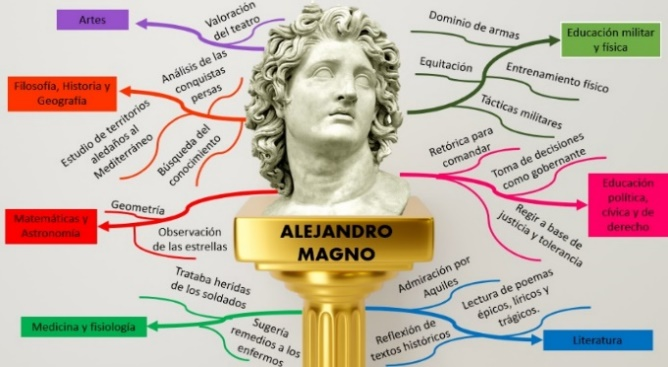 Artes
Valoración
del teatro
Filosofía, Historia y
Geografía
Análisis de las
conquistas
persas
Estudio de territorios
aledaños al
Mediterráneo
Búsqueda del
conocimiento
Matemáticas y
Astronomía
Geometría
Observación
de las estrellas
Medicina y fisiología
Trataba heridas
de los soldados
Sugería
remedios a los
enfermos
ALEJANDRO
MAGNO
Dominio de armas
Equitación
Entrenamiento físico
Tácticas militares
Educación militar
y física
Retórica para
comandar
Toma de decisiones
como gobernante
Regir a base de
justicia y tolerancia
Educación
política,
cívica y de
derecho
Admiración por
Aquiles
Lectura de poemas
épicos, líricos y
trágicos.
Reflexión de
textos históricos
Literatura